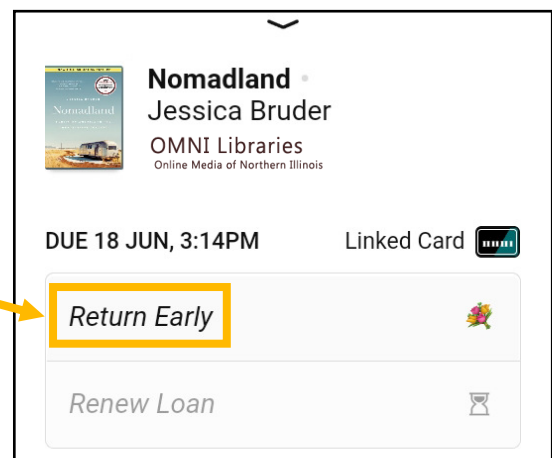 Nomadland
Jessica Bruder
OMNI Libraries
Online Media of Northern Illinois
Nomadland
DUE 18 JUN, 3:14PM Linked Card
Return Early
Renew Loan